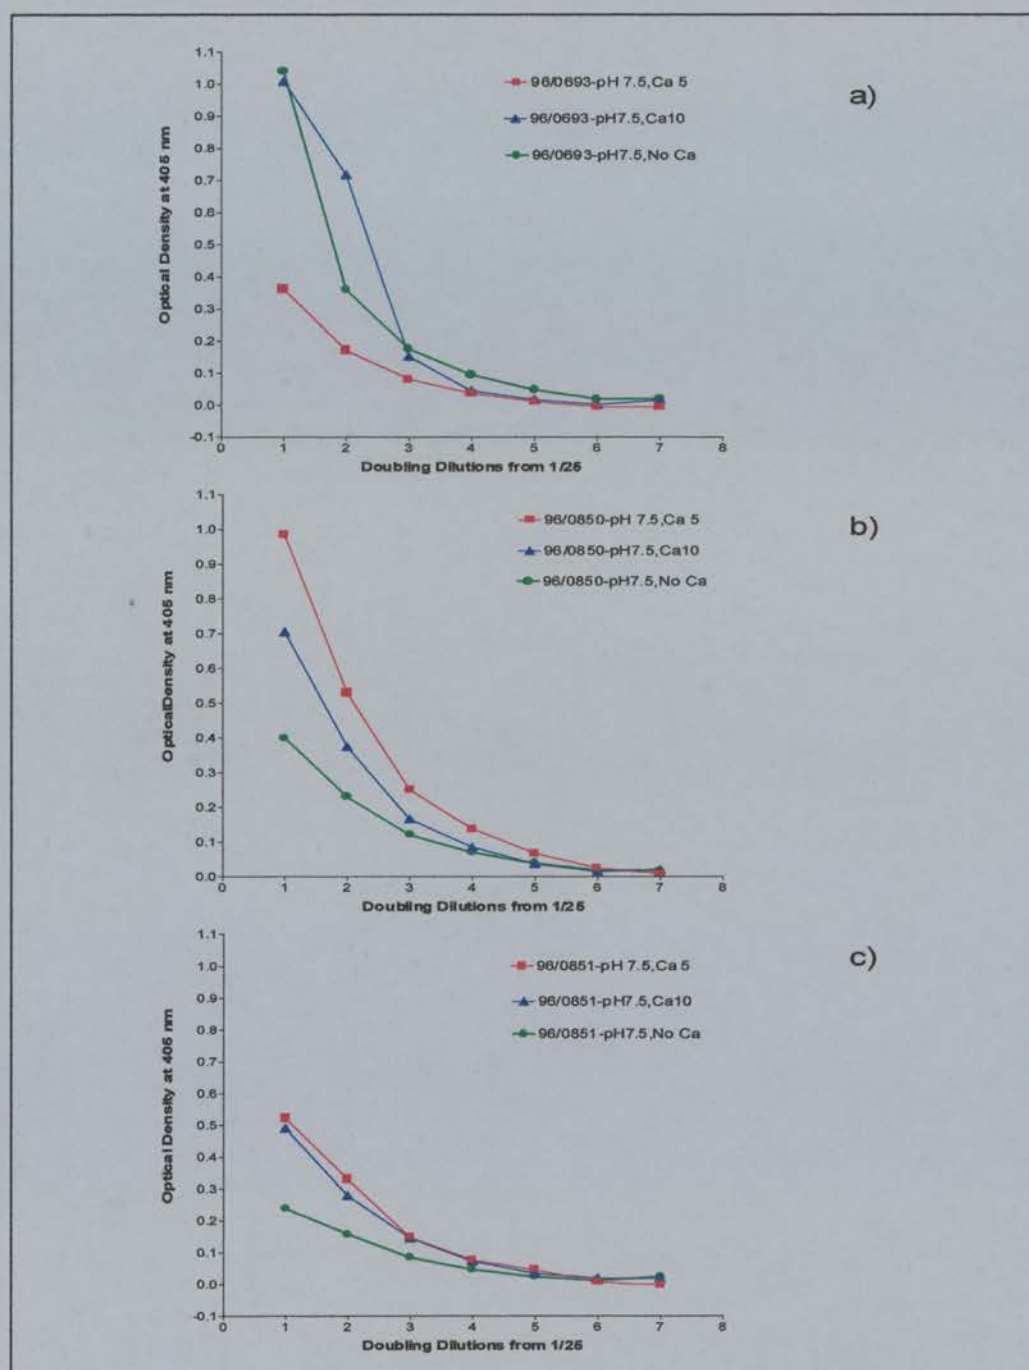 1.1
1.0
0.9
0.8
0.7
0.6
0.5
0.4
0.3
0.2
0.1
0.0
-0.1
Optical Density at 405 nm
96/0693-pH 7.5,Ca 5
96/0693-pH7.5,Ca10
96/0693-pH7.5,No Ca
a)
0 1 2 3 4 5 6 7 8
Doubling Dilutions from 1/25
1.1
1.0
0.9
0.8
0.7
0.6
0.5
0.4
0.3
0.2
0.1
0.0
OpticalDensity at 405 nm
96/0850-pH 7.5,Ca 5
96/0850-pH7.5,Ca10
96/0850-pH7.5,No Ca
b)
0 1 2 3 4 5 6 7 8
Doubling Dilutions from 1/25
1.1
1.0
0.9
0.8
0.7
0.6
0.5
0.4
0.3
0.2
0.1
0.0
-0.1
Optical Density at 405 nm
96/0851-pH 7.5,Ca 5
96/0851-pH7.5,Ca10
96/0851-pH7.5,No Ca
c)
0 1 2 3 4 5 6 7 8
Doubling Dilutions from 1/25